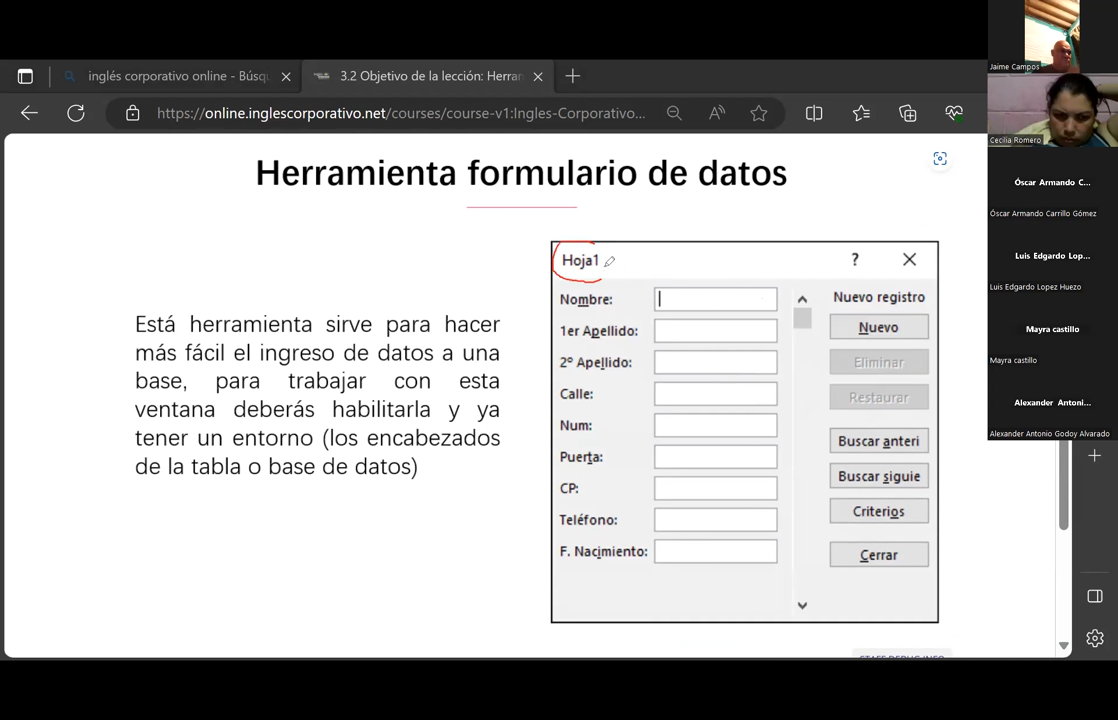 inglés corporativo online - Búsq
3.2 Objetivo de la lección: Herrar
https://online.inglescorporativo.net/courses/course-v1:Ingles-Corporativo...
Herramienta formulario de datos
Está herramienta sirve para hacer
más fácil el ingreso de datos a una
base, para trabajar con esta
ventana deberás habilitarla y ya
tener un entorno (los encabezados
de la tabla o base de datos)
Hoja1
?
Nombre:
1er Apellido:
2º Apellido:
Calle:
Num:
Puerta:
CP:
Teléfono:
F. Nacimiento:
Nuevo registro
Nuevo
Eliminar
Restaurar
Buscar anteri
Buscar siguie
Criterios
Cerrar
STAFF DEBUG INFO
Jaime Campos
Cecilia Romero
Óscar Armando C...
Óscar Armando Carrillo Gómez
Luis Edgardo Lop...
Luis Edgardo Lopez Huezo
Mayra castillo
Mayra castillo
Alexander Antoni...
Alexander Antonio Godoy Alvarado